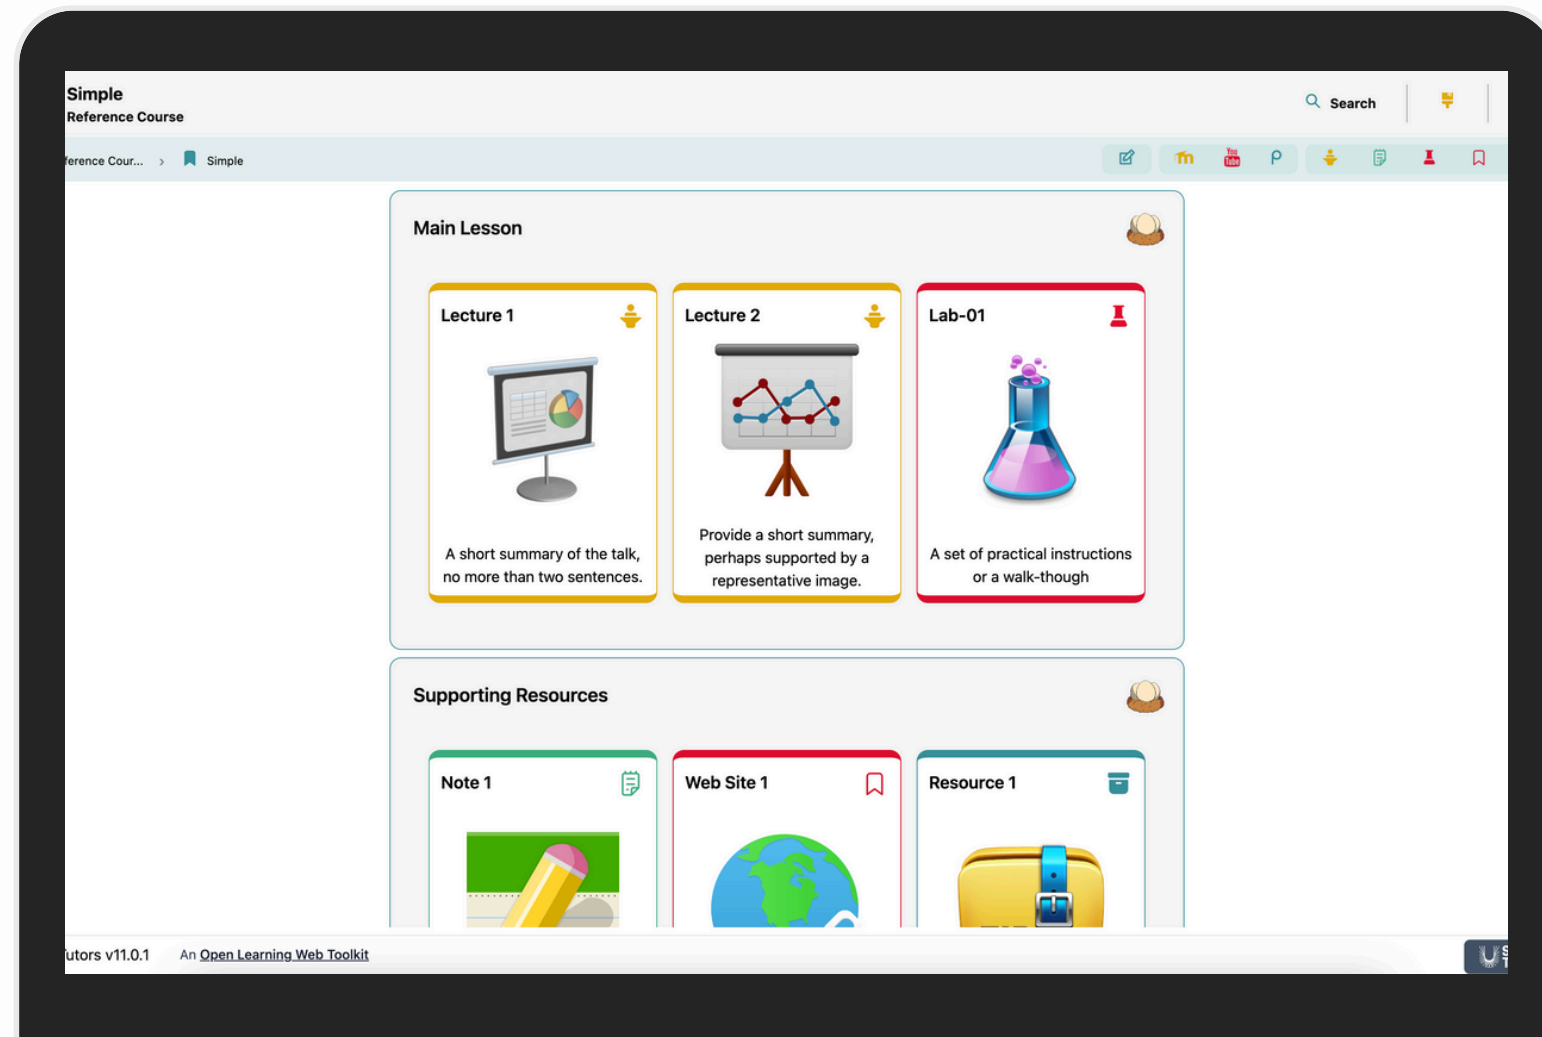 Simple
Reference Course
Search
ference Cour... › Simple
You
Tube
Main Lesson
Lecture 1
A short summary of the talk,
no more than two sentences.
Lecture 2
Provide a short summary,
perhaps supported by a
representative image.
Lab-01
A set of practical instructions
or a walk-though
Supporting Resources
Note 1
Web Site 1
Resource 1
utors v11.0.1 An Open Learning Web Toolkit